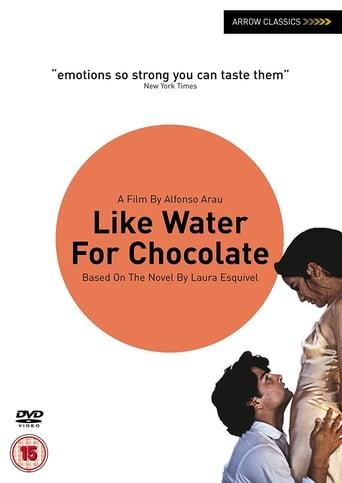 ARROW CLASSICS
“emotions so strong you can taste them”
New York Times
A Film By Alfonso Arau
Like Water
For Chocolate
Based On The Novel By Laura Esquivel
DVD
VIDEO
15